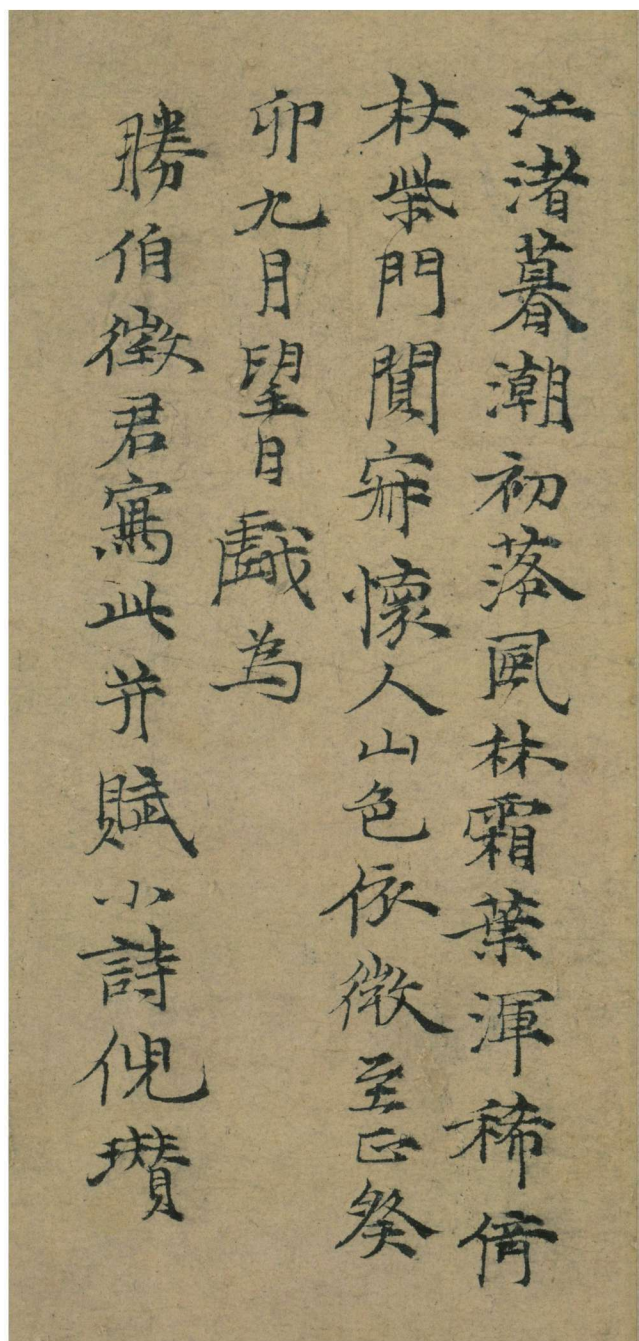 江渚暮潮初落風林霜葉渾稀倚
杖柴門闃寂懷人山色依微至正癸
卯九月望日戲為
勝伯徵君寫此并賦小詩倪瓚